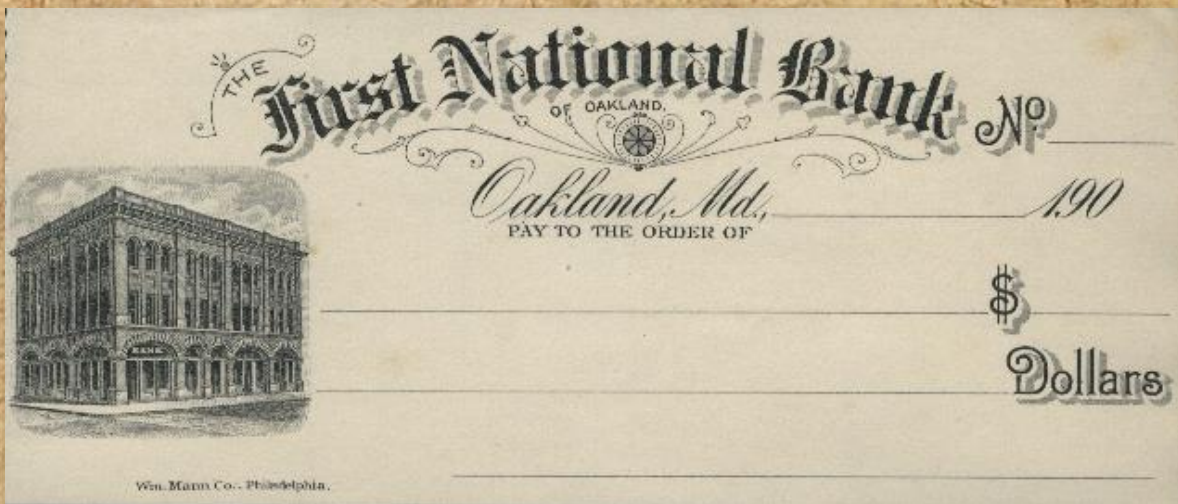 THE
First National Bank
OF OAKLAND.
No
Oakland, Md., 190
PAY TO THE ORDER OF
$
Dollars
BANK
Wm. Mann Co., Philadelphia.